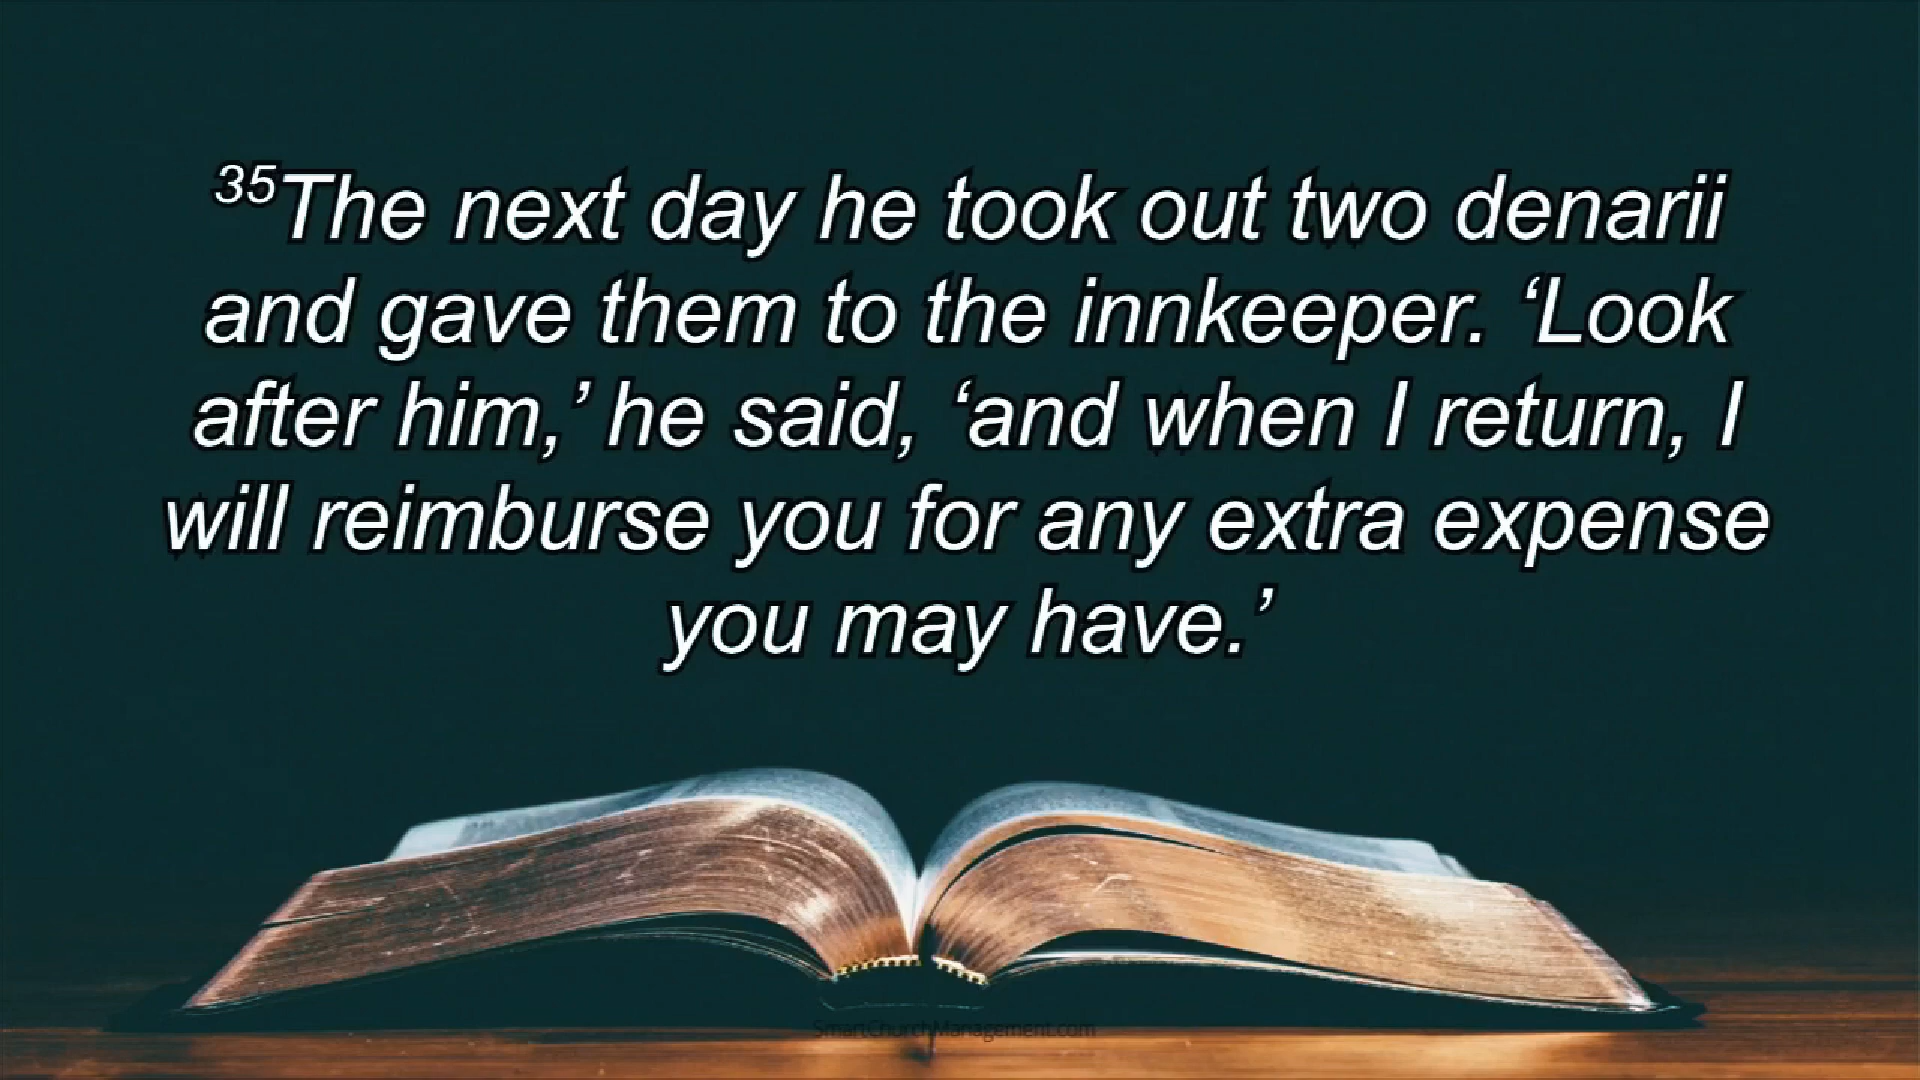 ³⁵The next day he took out two denarii
and gave them to the innkeeper. ‘Look
after him,’ he said, ‘and when I return, I
will reimburse you for any extra expense
you may have.’
SmartChurchManagement.com